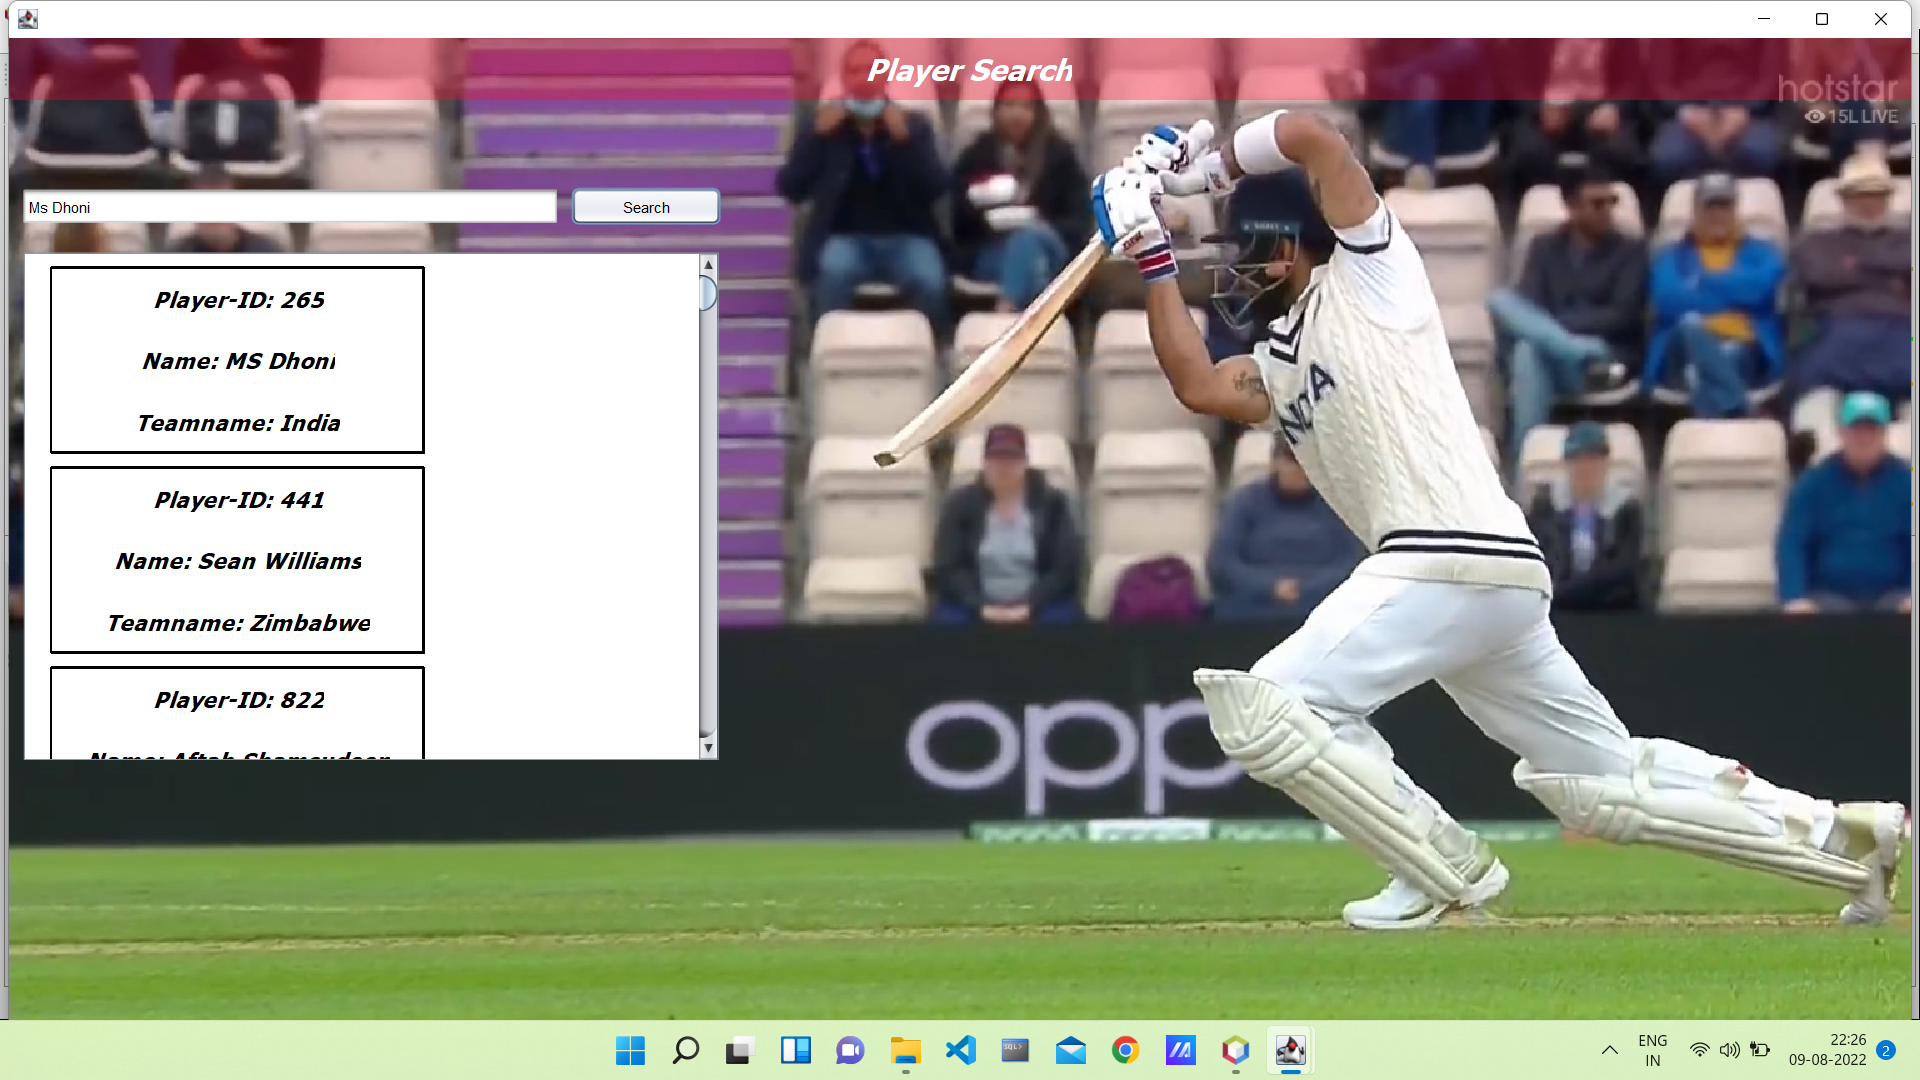 Player Search
hotstar
15L LIVE
Ms Dhoni
Search
Player-ID: 265
Name: MS Dhoni
Teamname: India
Player-ID: 441
Name: Sean Williams
Teamname: Zimbabwe
Player-ID: 822
INDIA
oppo
SQL>
ENG
IN
22:26
09-08-2022
2